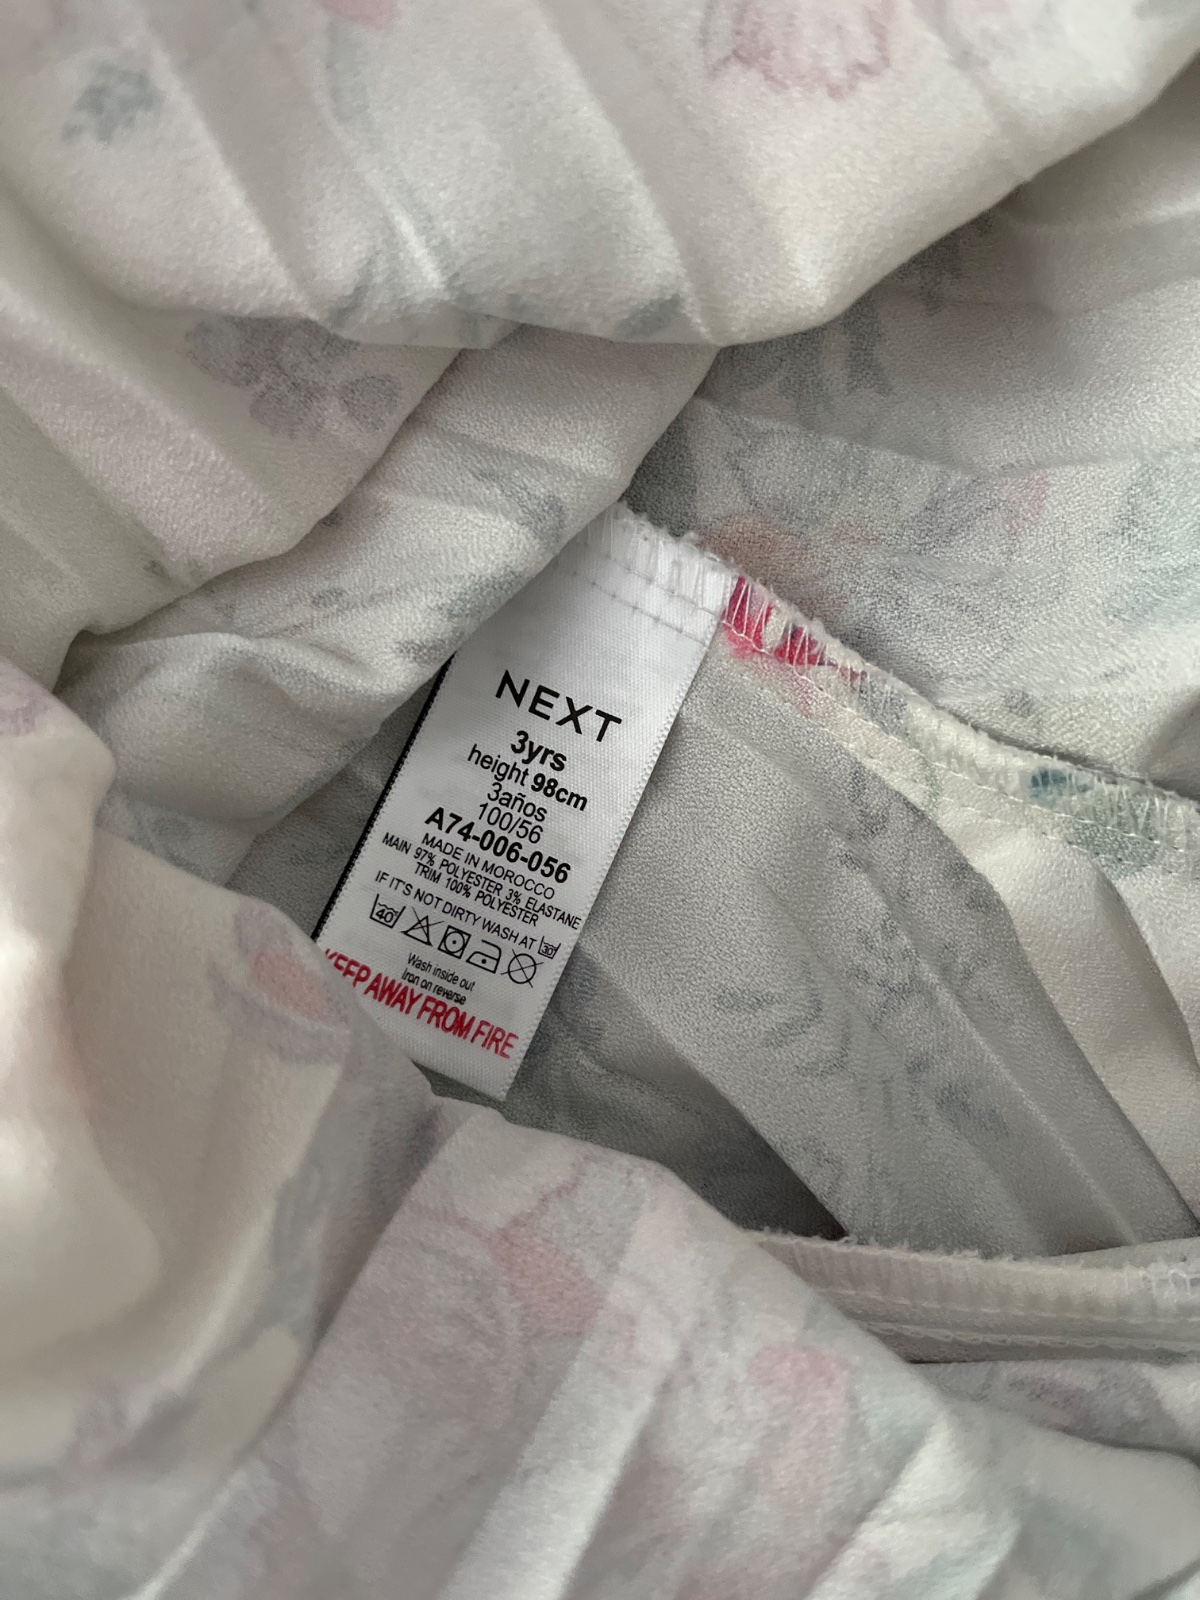 NEXT
3yrs
height 98cm
3años
100/56
A74-006-056
MADE IN MOROCCO
MAIN 97% POLYESTER 3% ELASTANE
TRIM 100% POLYESTER
IF IT'S NOT DIRTY WASH AT 30°
40°
Wash inside out
Iron on reverse
KEEP AWAY FROM FIRE